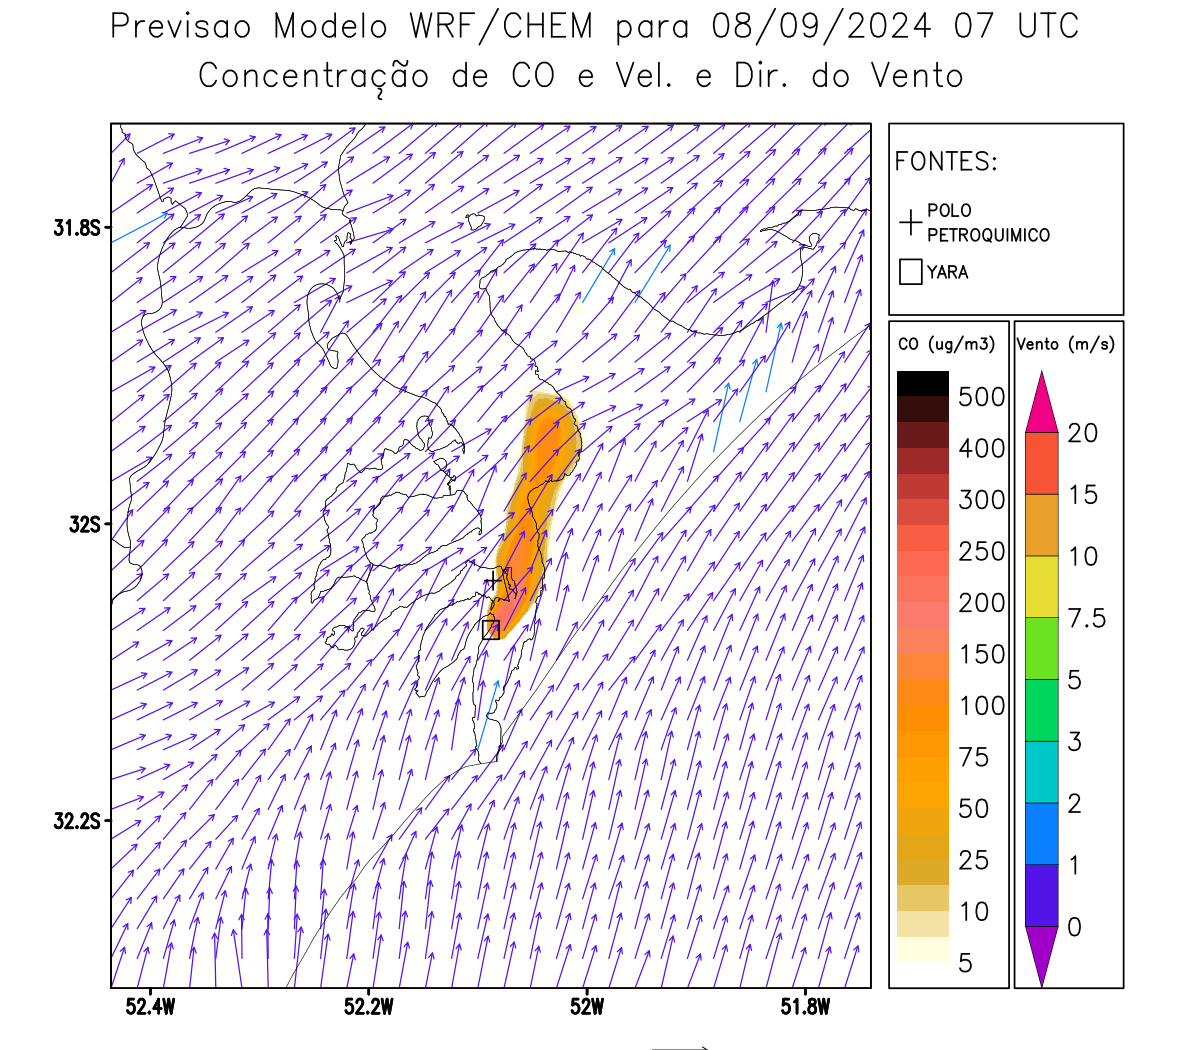 Previsao Modelo WRF/CHEM para 08/09/2024 07 UTC
Concentração de CO e Vel. e Dir. do Vento
FONTES:
POLO
PETROQUIMICO
YARA
CO (ug/m3)
500
400
300
250
200
150
100
75
50
25
10
5
Vento (m/s)
20
15
10
7.5
5
3
2
1
0
31.8S
32S
32.2S
52.4W
52.2W
52W
51.8W